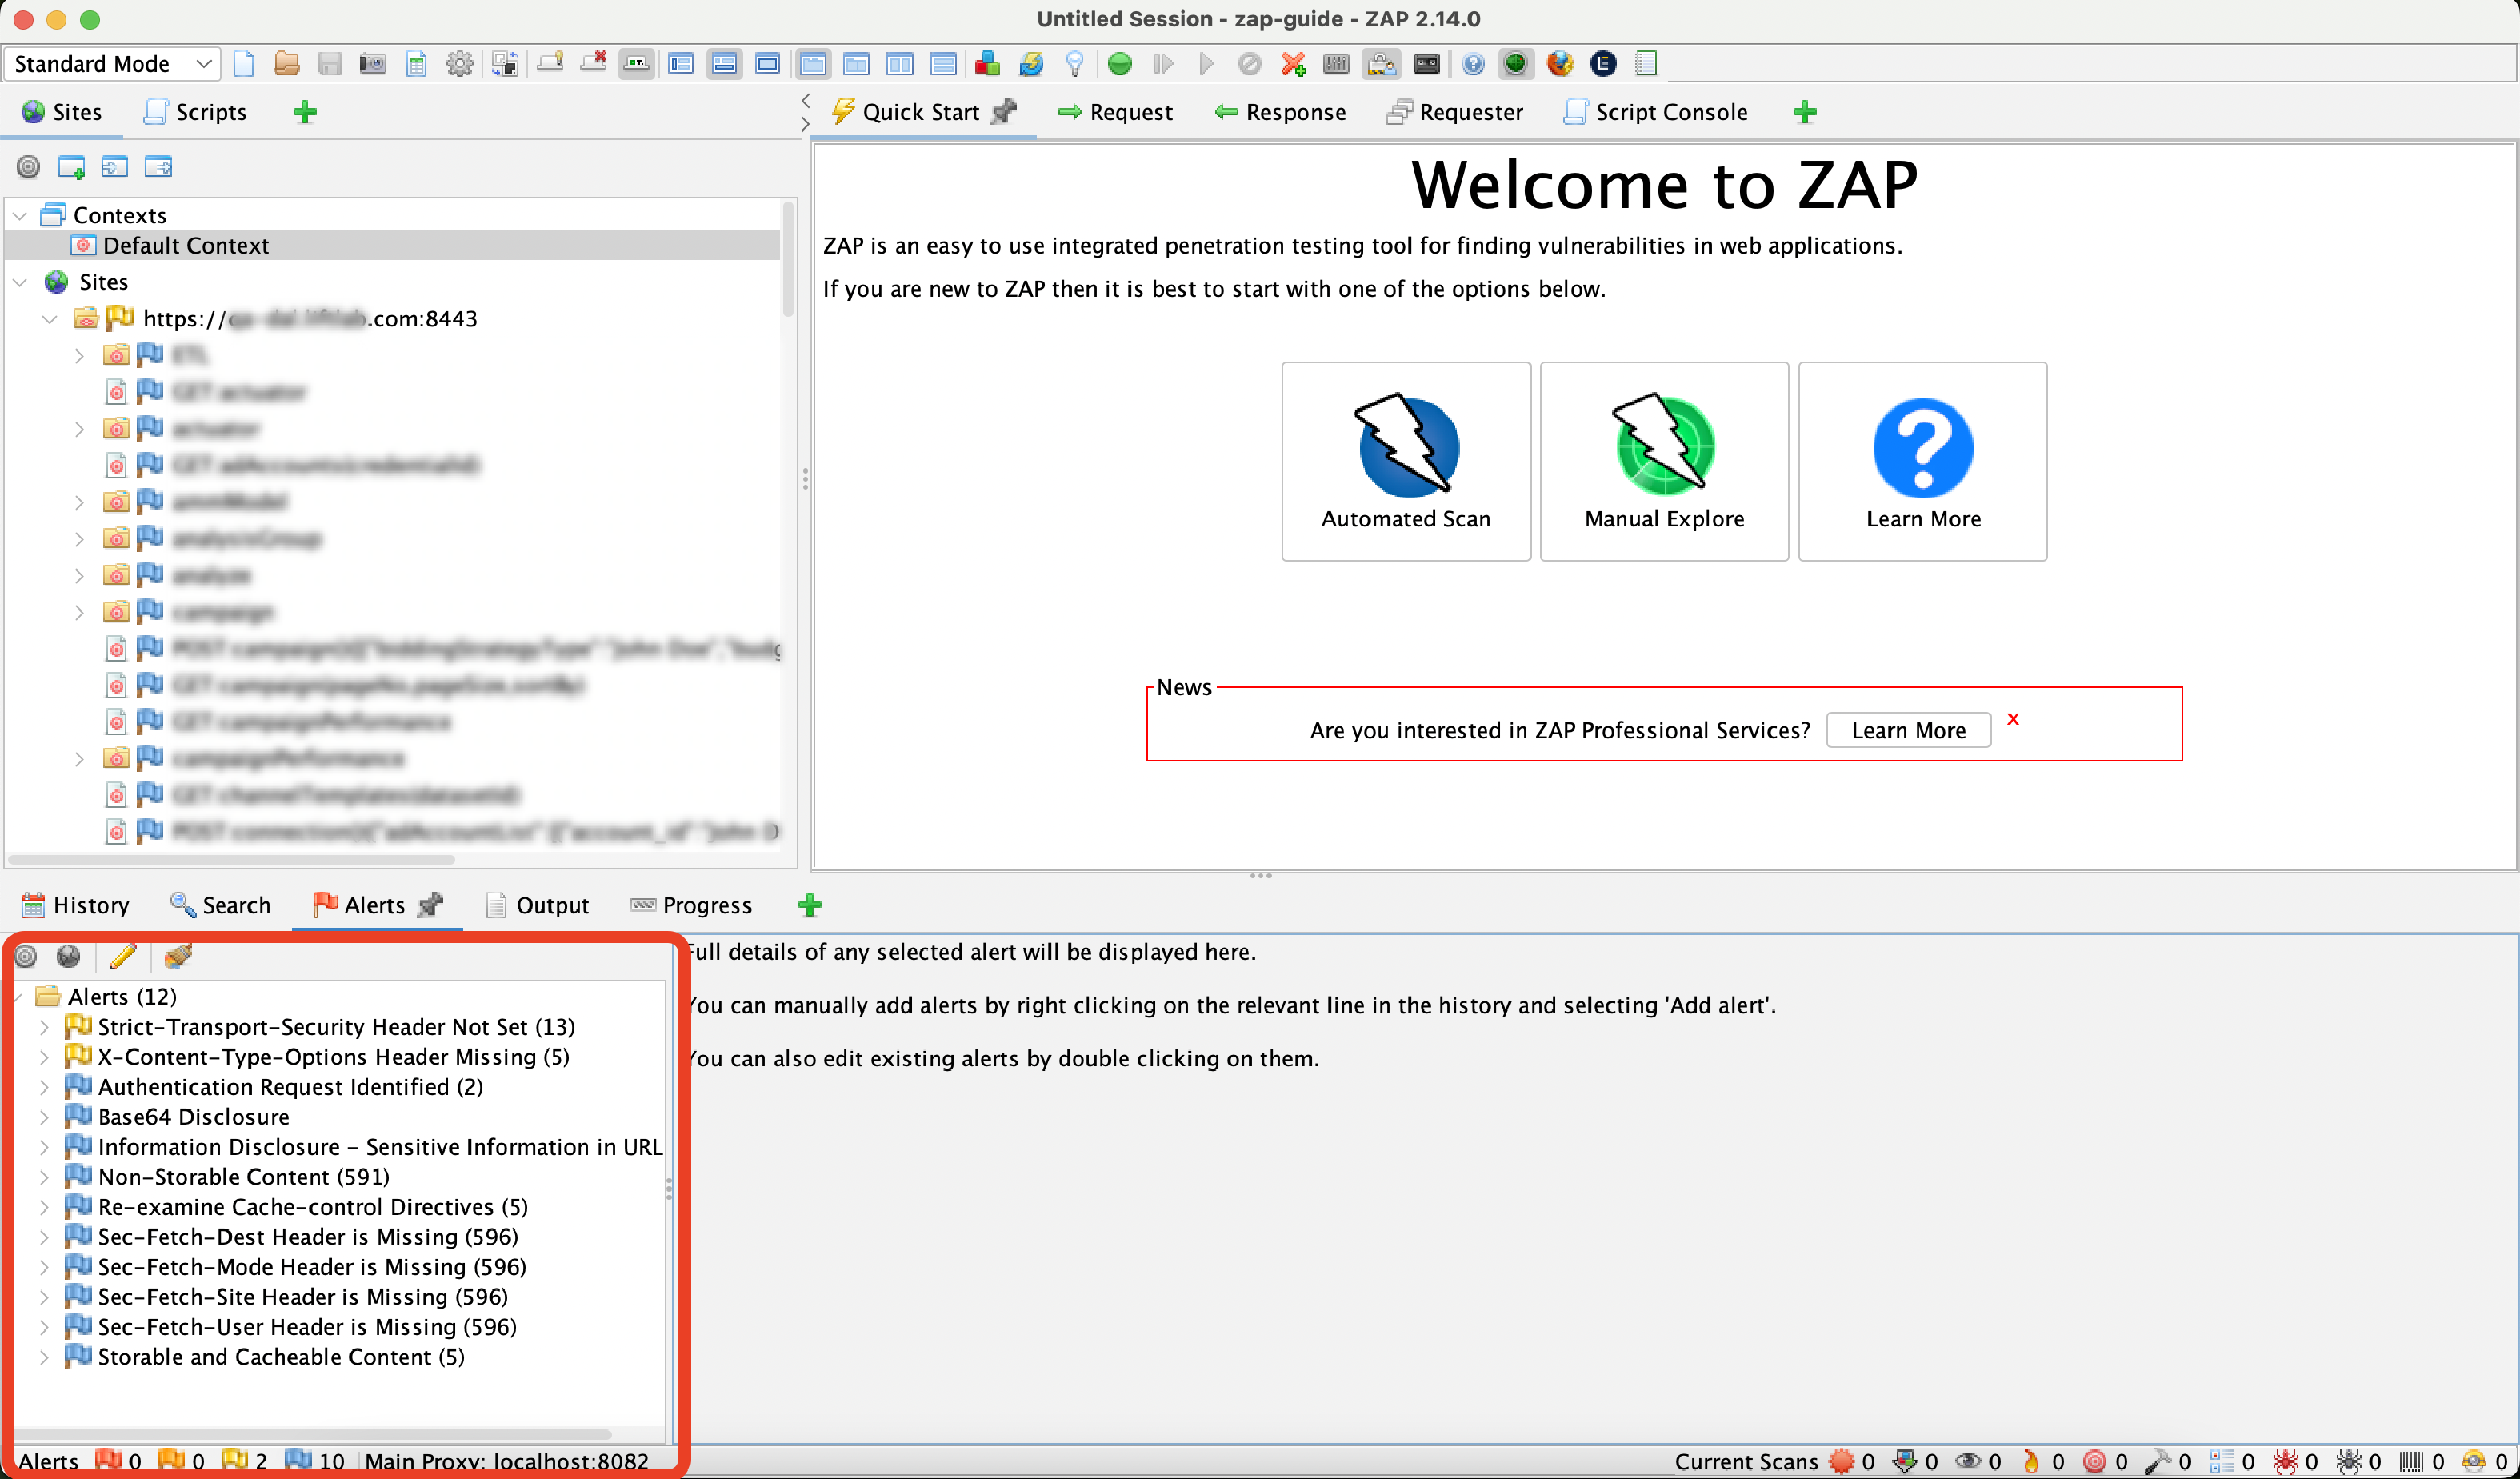 Untitled Session - zap-guide - ZAP 2.14.0
Standard Mode
Sites Scripts
Quick Start Request Response Requester Script Console
Contexts
Default Context
Sites
https:// .com:8443
Welcome to ZAP
ZAP is an easy to use integrated penetration testing tool for finding vulnerabilities in web applications.
If you are new to ZAP then it is best to start with one of the options below.
Automated Scan Manual Explore Learn More
News
Are you interested in ZAP Professional Services? Learn More x
History Search Alerts Output Progress
Alerts (12)
Strict-Transport-Security Header Not Set (13)
X-Content-Type-Options Header Missing (5)
Authentication Request Identified (2)
Base64 Disclosure
Information Disclosure - Sensitive Information in URL
Non-Storable Content (591)
Re-examine Cache-control Directives (5)
Sec-Fetch-Dest Header is Missing (596)
Sec-Fetch-Mode Header is Missing (596)
Sec-Fetch-Site Header is Missing (596)
Sec-Fetch-User Header is Missing (596)
Storable and Cacheable Content (5)
Full details of any selected alert will be displayed here.
You can manually add alerts by right clicking on the relevant line in the history and selecting 'Add alert'.
You can also edit existing alerts by double clicking on them.
Alerts 0 0 2 10 Main Proxy: localhost:8082
Current Scans 0 0 0 0 0 0 0 0 0 0 0